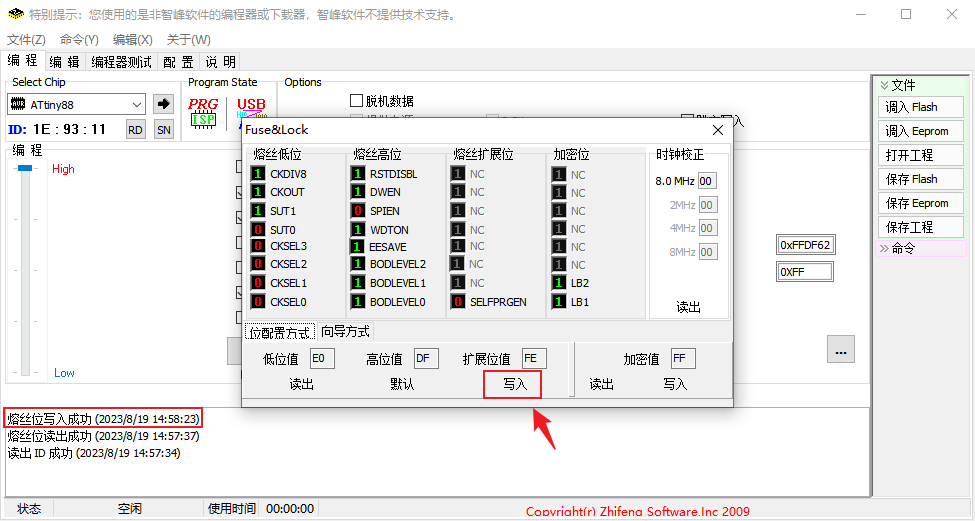 特别提示：您使用的是非智峰软件的编程器或下载器，智峰软件不提供技术支持。
文件(Z) 命令(Y) 编辑(X) 关于(W)
编 程 编 辑 编程器测试 配 置 说 明
Select Chip Program State Options
ATtiny88 PRG ISP USB 脱机数据
ID: 1E : 93 : 11 RD SN
编 程
High
Low
Fuse&Lock
熔丝低位 熔丝高位 熔丝扩展位 加密位 时钟校正
1 CKDIV8 1 RSTDISBL 1 NC 1 NC 8.0 MHz 00
1 CKOUT 1 DWEN 1 NC 1 NC
1 SUT1 0 SPIEN 1 NC 1 NC 2MHz 00
0 SUT0 1 WDTON 1 NC 1 NC 4MHz 00
0 CKSEL3 1 EESAVE 1 NC 1 NC 8MHz 00
0 CKSEL2 1 BODLEVEL2 1 NC 1 NC
0 CKSEL1 1 BODLEVEL1 1 NC 1 LB2
0 CKSEL0 1 BODLEVEL0 0 SELFPRGEN 1 LB1 读出
位配置方式 向导方式
低位值 E0 高位值 DF 扩展位值 FE 加密值 FF
读出 默认 写入 读出 写入
0xFFDF62
0XFF
...
文件
调入 Flash
调入 Eeprom
打开工程
保存 Flash
保存 Eeprom
保存工程
命令
熔丝位写入成功 (2023/8/19 14:58:23)
熔丝位读出成功 (2023/8/19 14:57:37)
读出 ID 成功 (2023/8/19 14:57:34)
状态 空闲 使用时间 00:00:00 Copyright(r) Zhifeng Software,Inc 2009